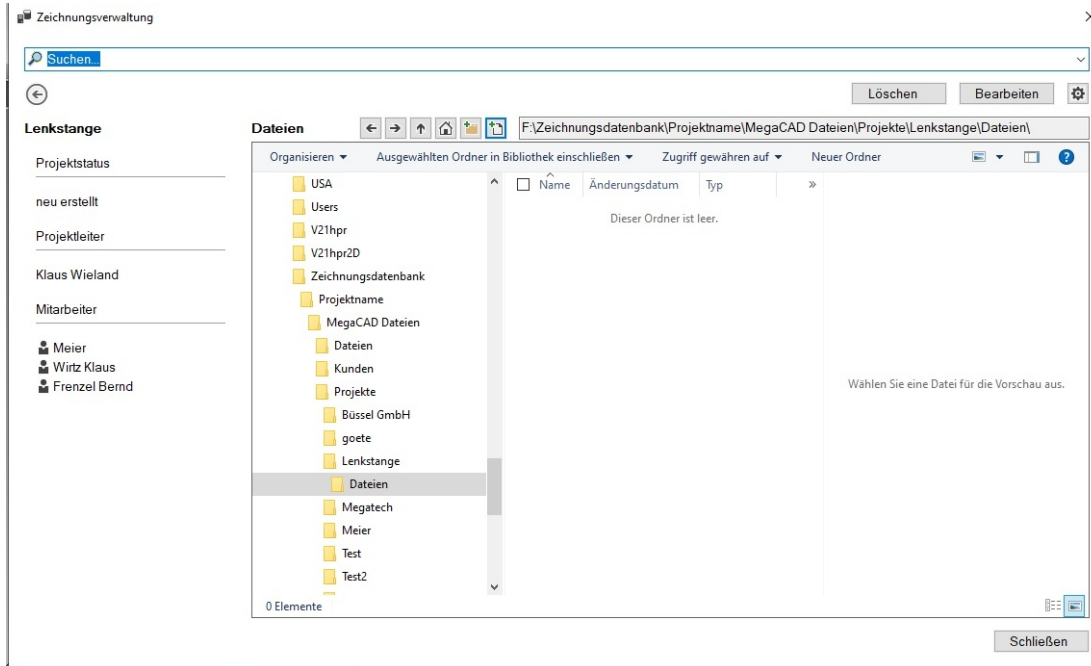 Zeichnungsverwaltung
Suchen...
Löschen
Bearbeiten
Lenkstange
Projektstatus
neu erstellt
Projektleiter
Klaus Wieland
Mitarbeiter
Meier
Wirtz Klaus
Frenzel Bernd
Dateien
F:\Zeichnungsdatenbank\Projektname\MegaCAD Dateien\Projekte\Lenkstange\Dateien\
Organisieren
Ausgewählten Ordner in Bibliothek einschließen
Zugriff gewähren auf
Neuer Ordner
USA
Users
V21hpr
V21hpr2D
Zeichnungsdatenbank
Projektname
MegaCAD Dateien
Dateien
Kunden
Projekte
Büssel GmbH
goete
Lenkstange
Dateien
Megatech
Meier
Test
Test2
Name Änderungsdatum Typ
Dieser Ordner ist leer.
Wählen Sie eine Datei für die Vorschau aus.
0 Elemente
Schließen